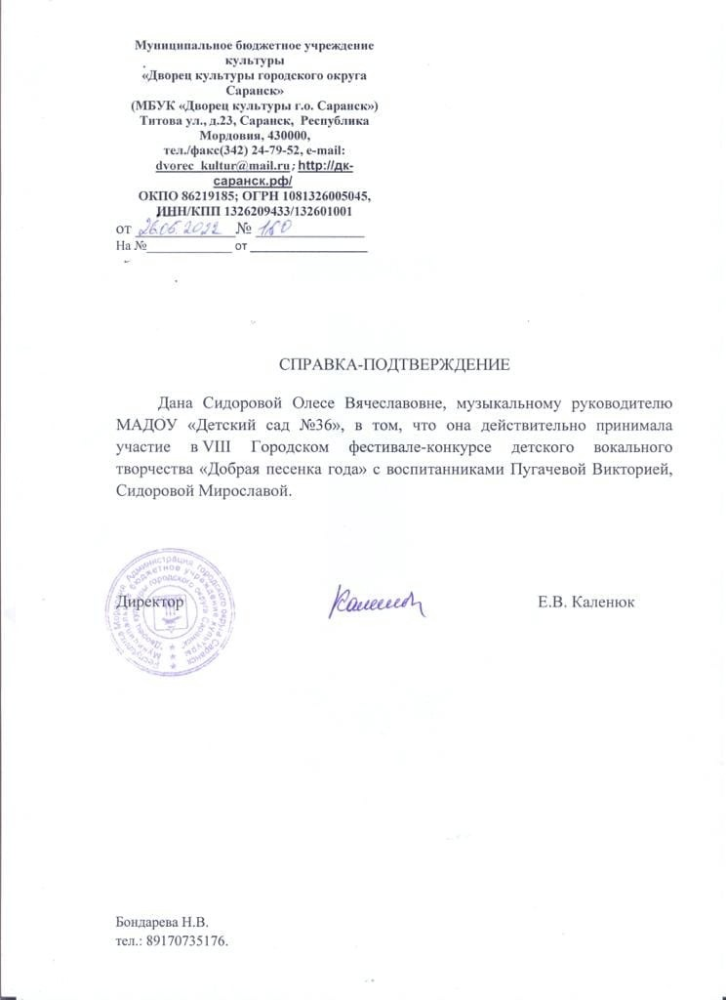 Муниципальное бюджетное учреждение
культуры
«Дворец культуры городского округа
Саранск»
(МБУК «Дворец культуры г.о. Саранск»)
Титова ул., д.23, Саранск, Республика
Мордовия, 430000,
тел./факс(342) 24-79-52, e-mail:
dvorec_kultur@mail.ru; http://дк-
саранск.рф/
ОКПО 86219185; ОГРН 1081326005045,
ИНН/КПП 1326209433/132601001
от 26.06.2022 № 160
На №_____________ от __________________
СПРАВКА-ПОДТВЕРЖДЕНИЕ
Дана Сидоровой Олесе Вячеславовне, музыкальному руководителю
МАДОУ «Детский сад №36», в том, что она действительно принимала
участие в VIII Городском фестивале-конкурсе детского вокального
творчества «Добрая песенка года» с воспитанниками Пугачевой Викторией,
Сидоровой Мирославой.
Директор Е.В. Каленюк
Республика Мордовия Администрация городского округа Саранск
Муниципальное бюджетное учреждение культуры
"Дворец культуры городского округа Саранск"
Бондарева Н.В.
тел.: 89170735176.